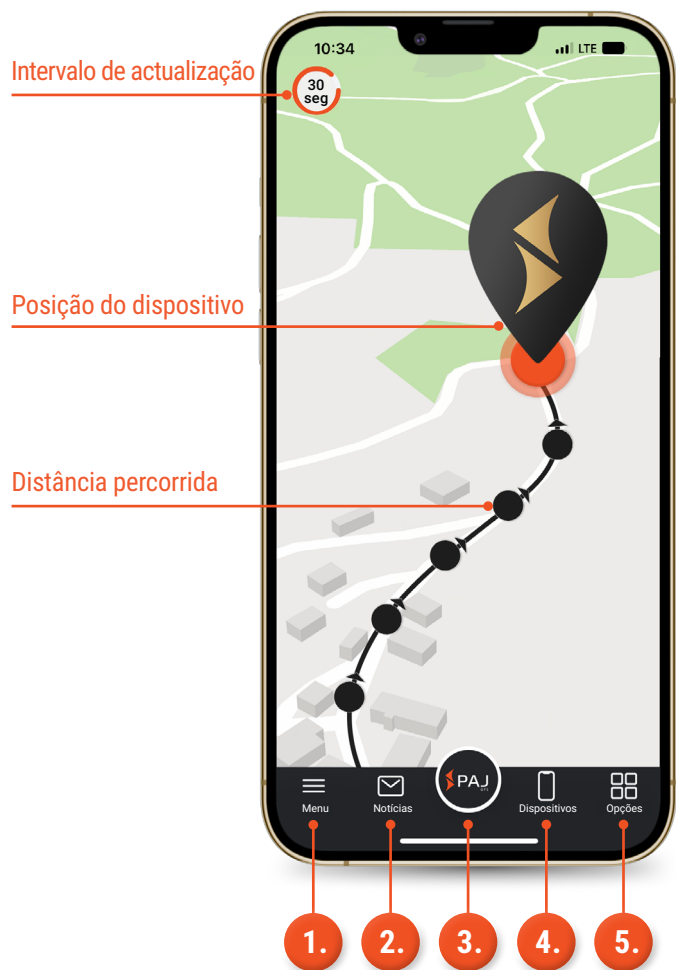 10:34
LTE
Intervalo de actualização
30
seg
Posição do dispositivo
Distância percorrida
PAJ
GPS
Menu
Notícias
Dispositivos
Opções
1.
2.
3.
4.
5.